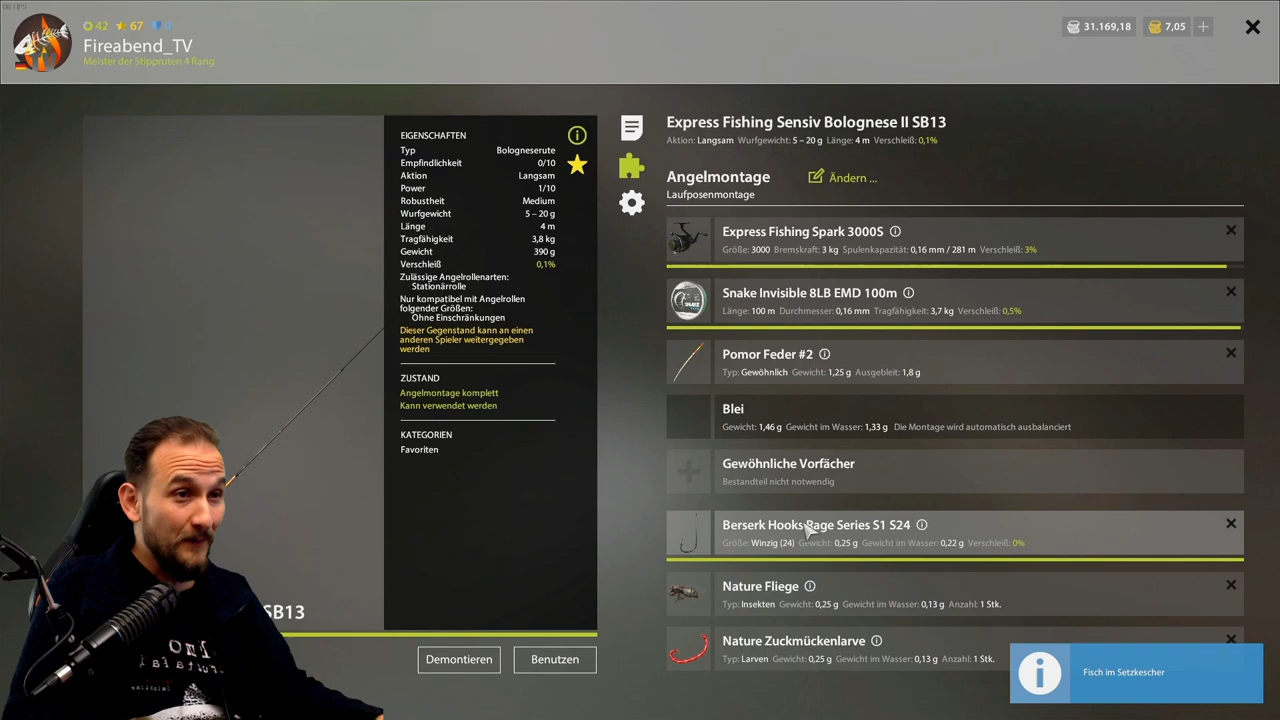 42 67 0
31.169,18 7,05
Fireabend_TV
Meister der Stippruten 4 Rang
EIGENSCHAFTEN
Typ Bologneserute
Empfindlichkeit 0/10
Aktion Langsam
Power 1/10
Robustheit Medium
Wurfgewicht 5 – 20 g
Länge 4 m
Tragfähigkeit 3,8 kg
Gewicht 390 g
Verschleiß 0,1%
Zulässige Angelrollenarten:
Stationärrolle
Nur kompatibel mit Angelrollen
folgender Größen:
Ohne Einschränkungen
Dieser Gegenstand kann an einen
anderen Spieler weitergegeben
werden
ZUSTAND
Angelmontage komplett
Kann verwendet werden
KATEGORIEN
Favoriten
SB13
Demontieren Benutzen
Express Fishing Sensiv Bolognese II SB13
Aktion: Langsam Wurfgewicht: 5 – 20 g Länge: 4 m Verschleiß: 0,1%
Angelmontage Ändern ...
Laufposenmontage
Express Fishing Spark 3000S
Größe: 3000 Bremskraft: 3 kg Spulenkapazität: 0,16 mm / 281 m Verschleiß: 3%
Snake Invisible 8LB EMD 100m
Länge: 100 m Durchmesser: 0,16 mm Tragfähigkeit: 3,7 kg Verschleiß: 0,5%
Pomor Feder #2
Typ: Gewöhnlich Gewicht: 1,25 g Ausgebleit: 1,8 g
Blei
Gewicht: 1,46 g Gewicht im Wasser: 1,33 g Die Montage wird automatisch ausbalanciert
Gewöhnliche Vorfächer
Bestandteil nicht notwendig
Berserk Hooks Rage Series S1 S24
Größe: Winzig (24) Gewicht: 0,25 g Gewicht im Wasser: 0,22 g Verschleiß: 0%
Nature Fliege
Typ: Insekten Gewicht: 0,25 g Gewicht im Wasser: 0,13 g Anzahl: 1 Stk.
Nature Zuckmückenlarve
Typ: Larven Gewicht: 0,25 g Gewicht im Wasser: 0,13 g Anzahl: 1 Stk.
Fisch im Setzkescher